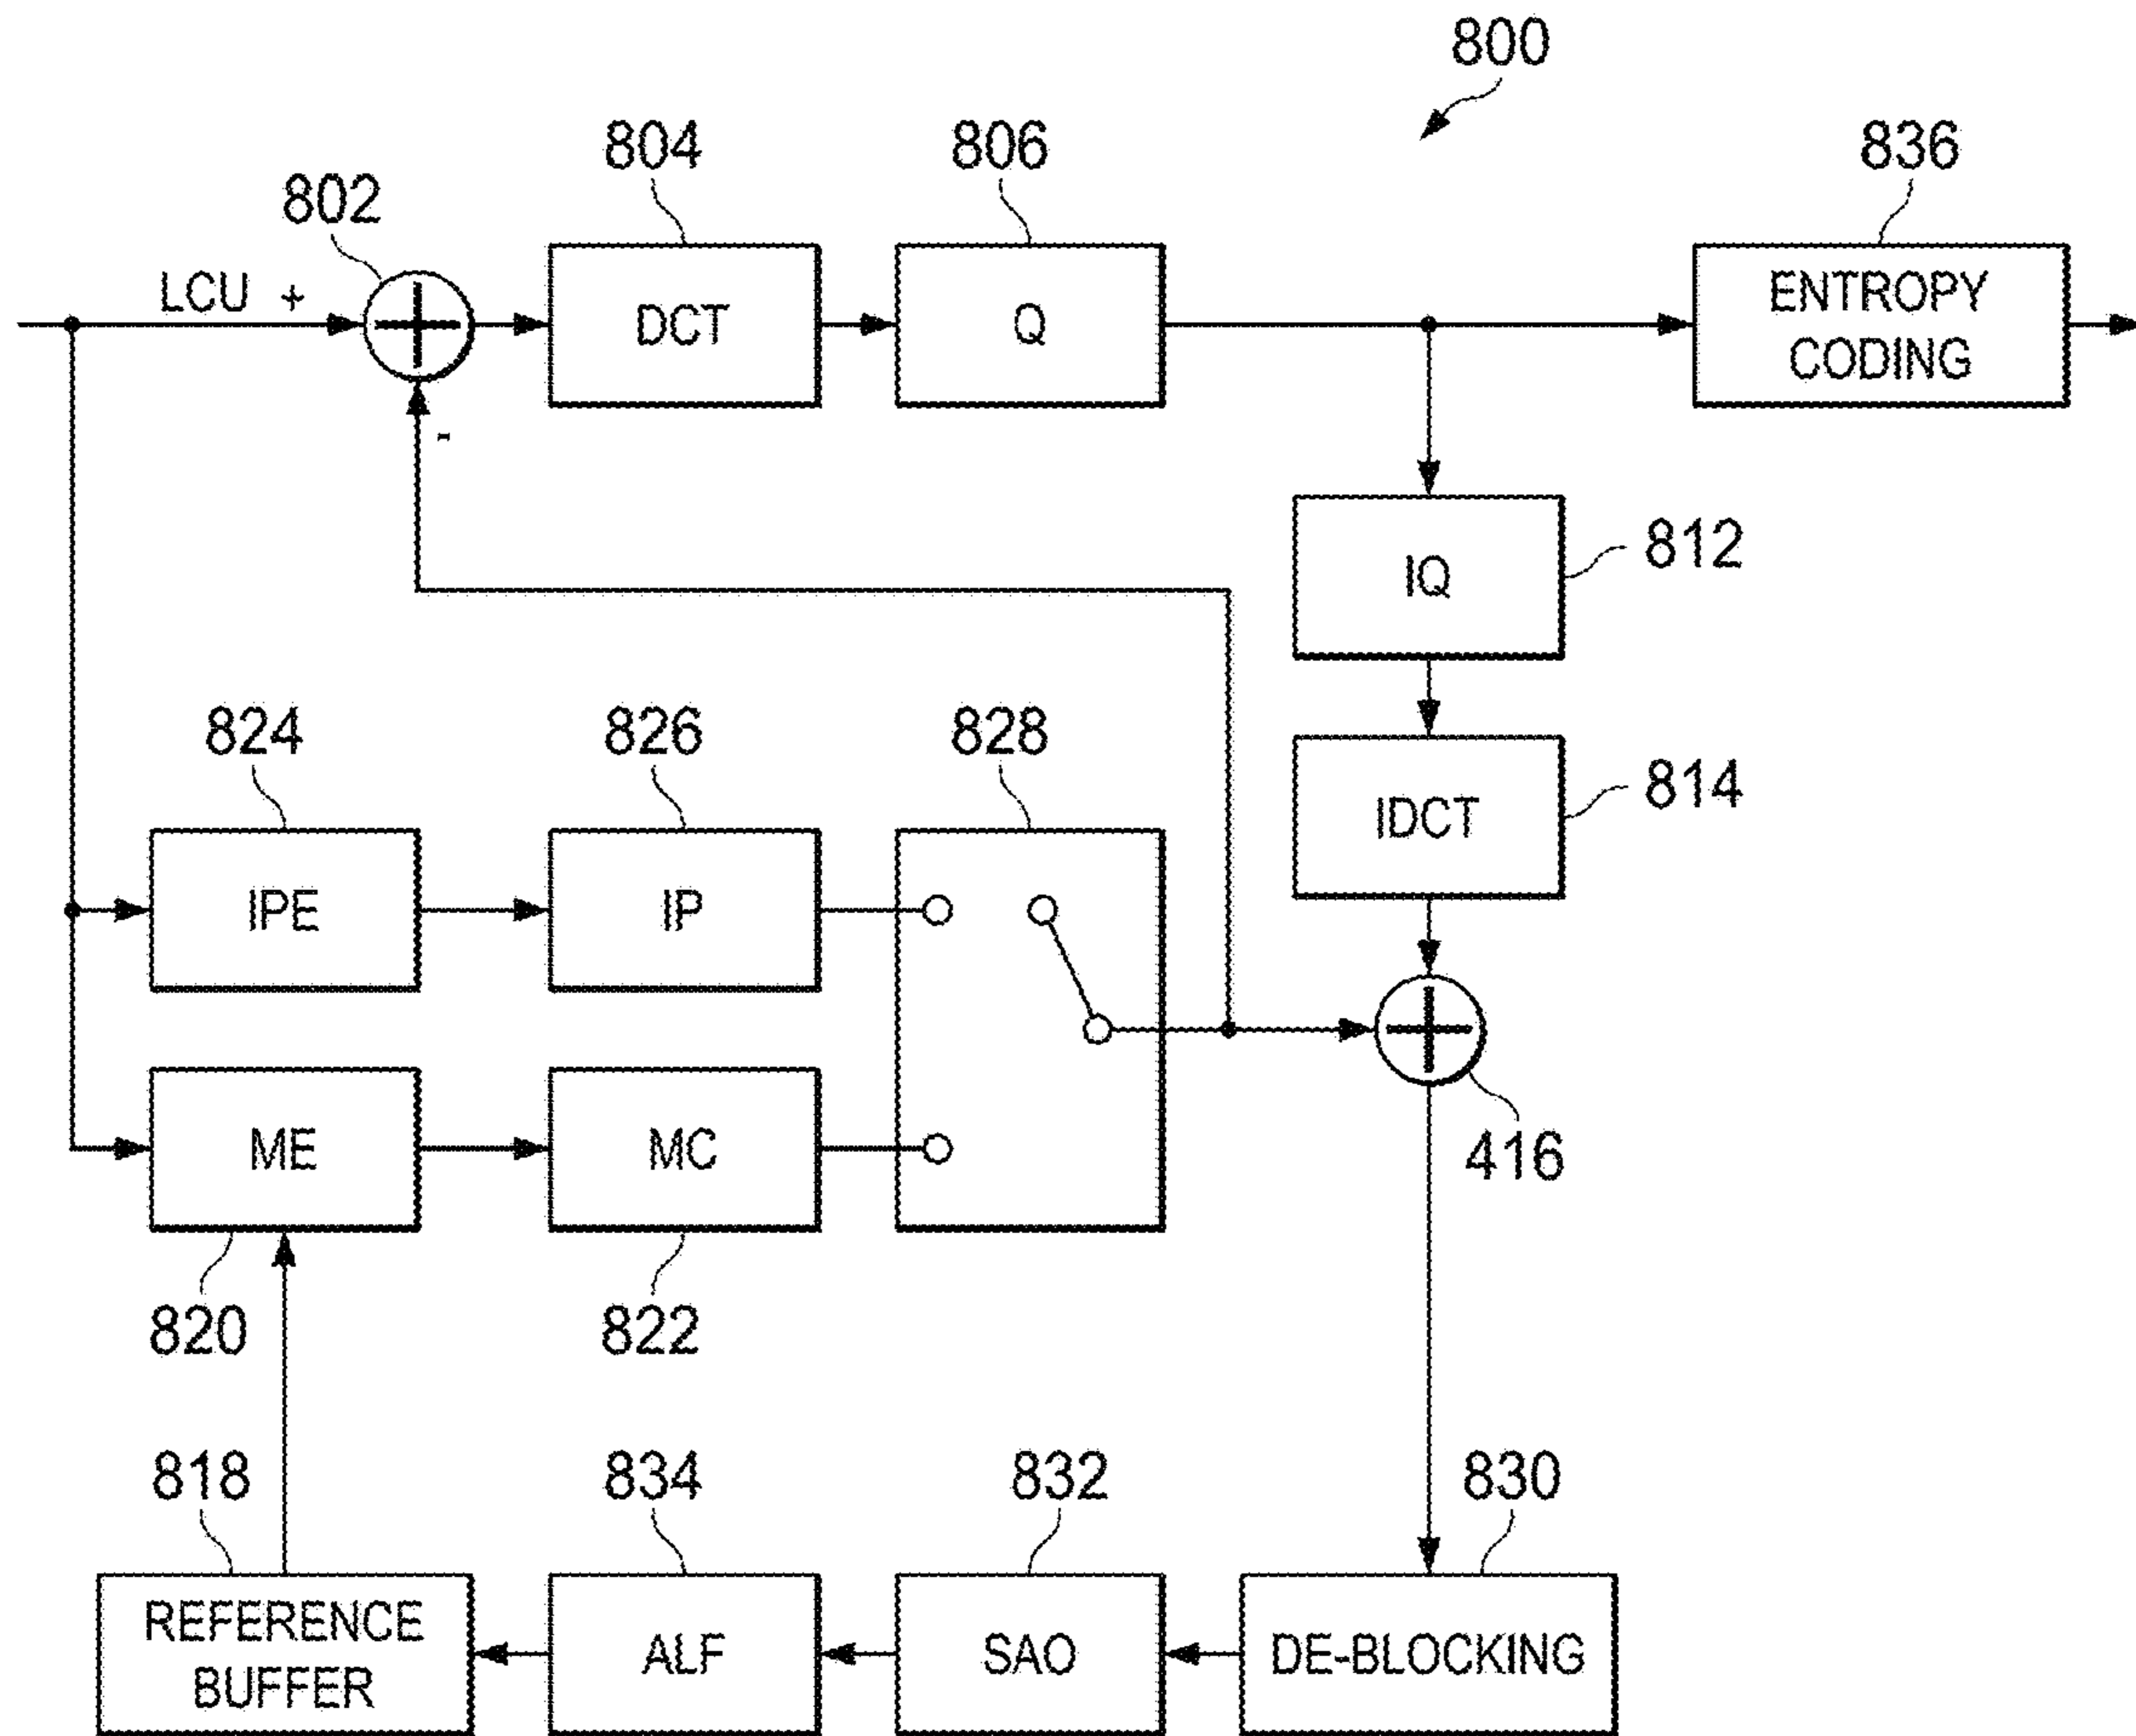 800
804
806
836
802
LCU +
DCT
Q
ENTROPY
CODING
-
IQ
812
824
826
828
IDCT
814
IPE
IP
ME
MC
416
820
822
818
834
832
830
REFERENCE
BUFFER
ALF
SAO
DE-BLOCKING